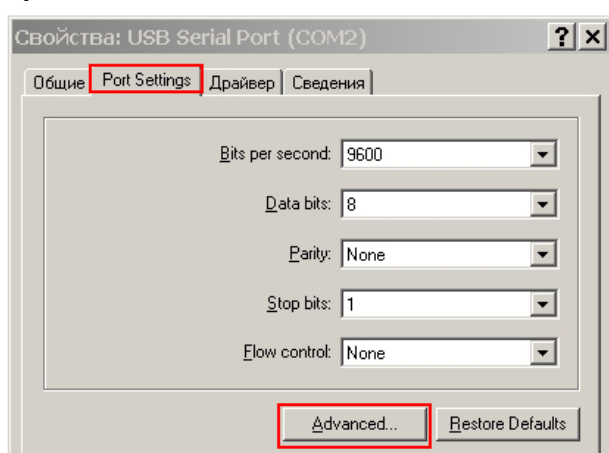 Свойства: USB Serial Port (COM2)
Общие Port Settings Драйвер Сведения
Bits per second: 9600
Data bits: 8
Parity: None
Stop bits: 1
Flow control: None
Advanced... Restore Defaults